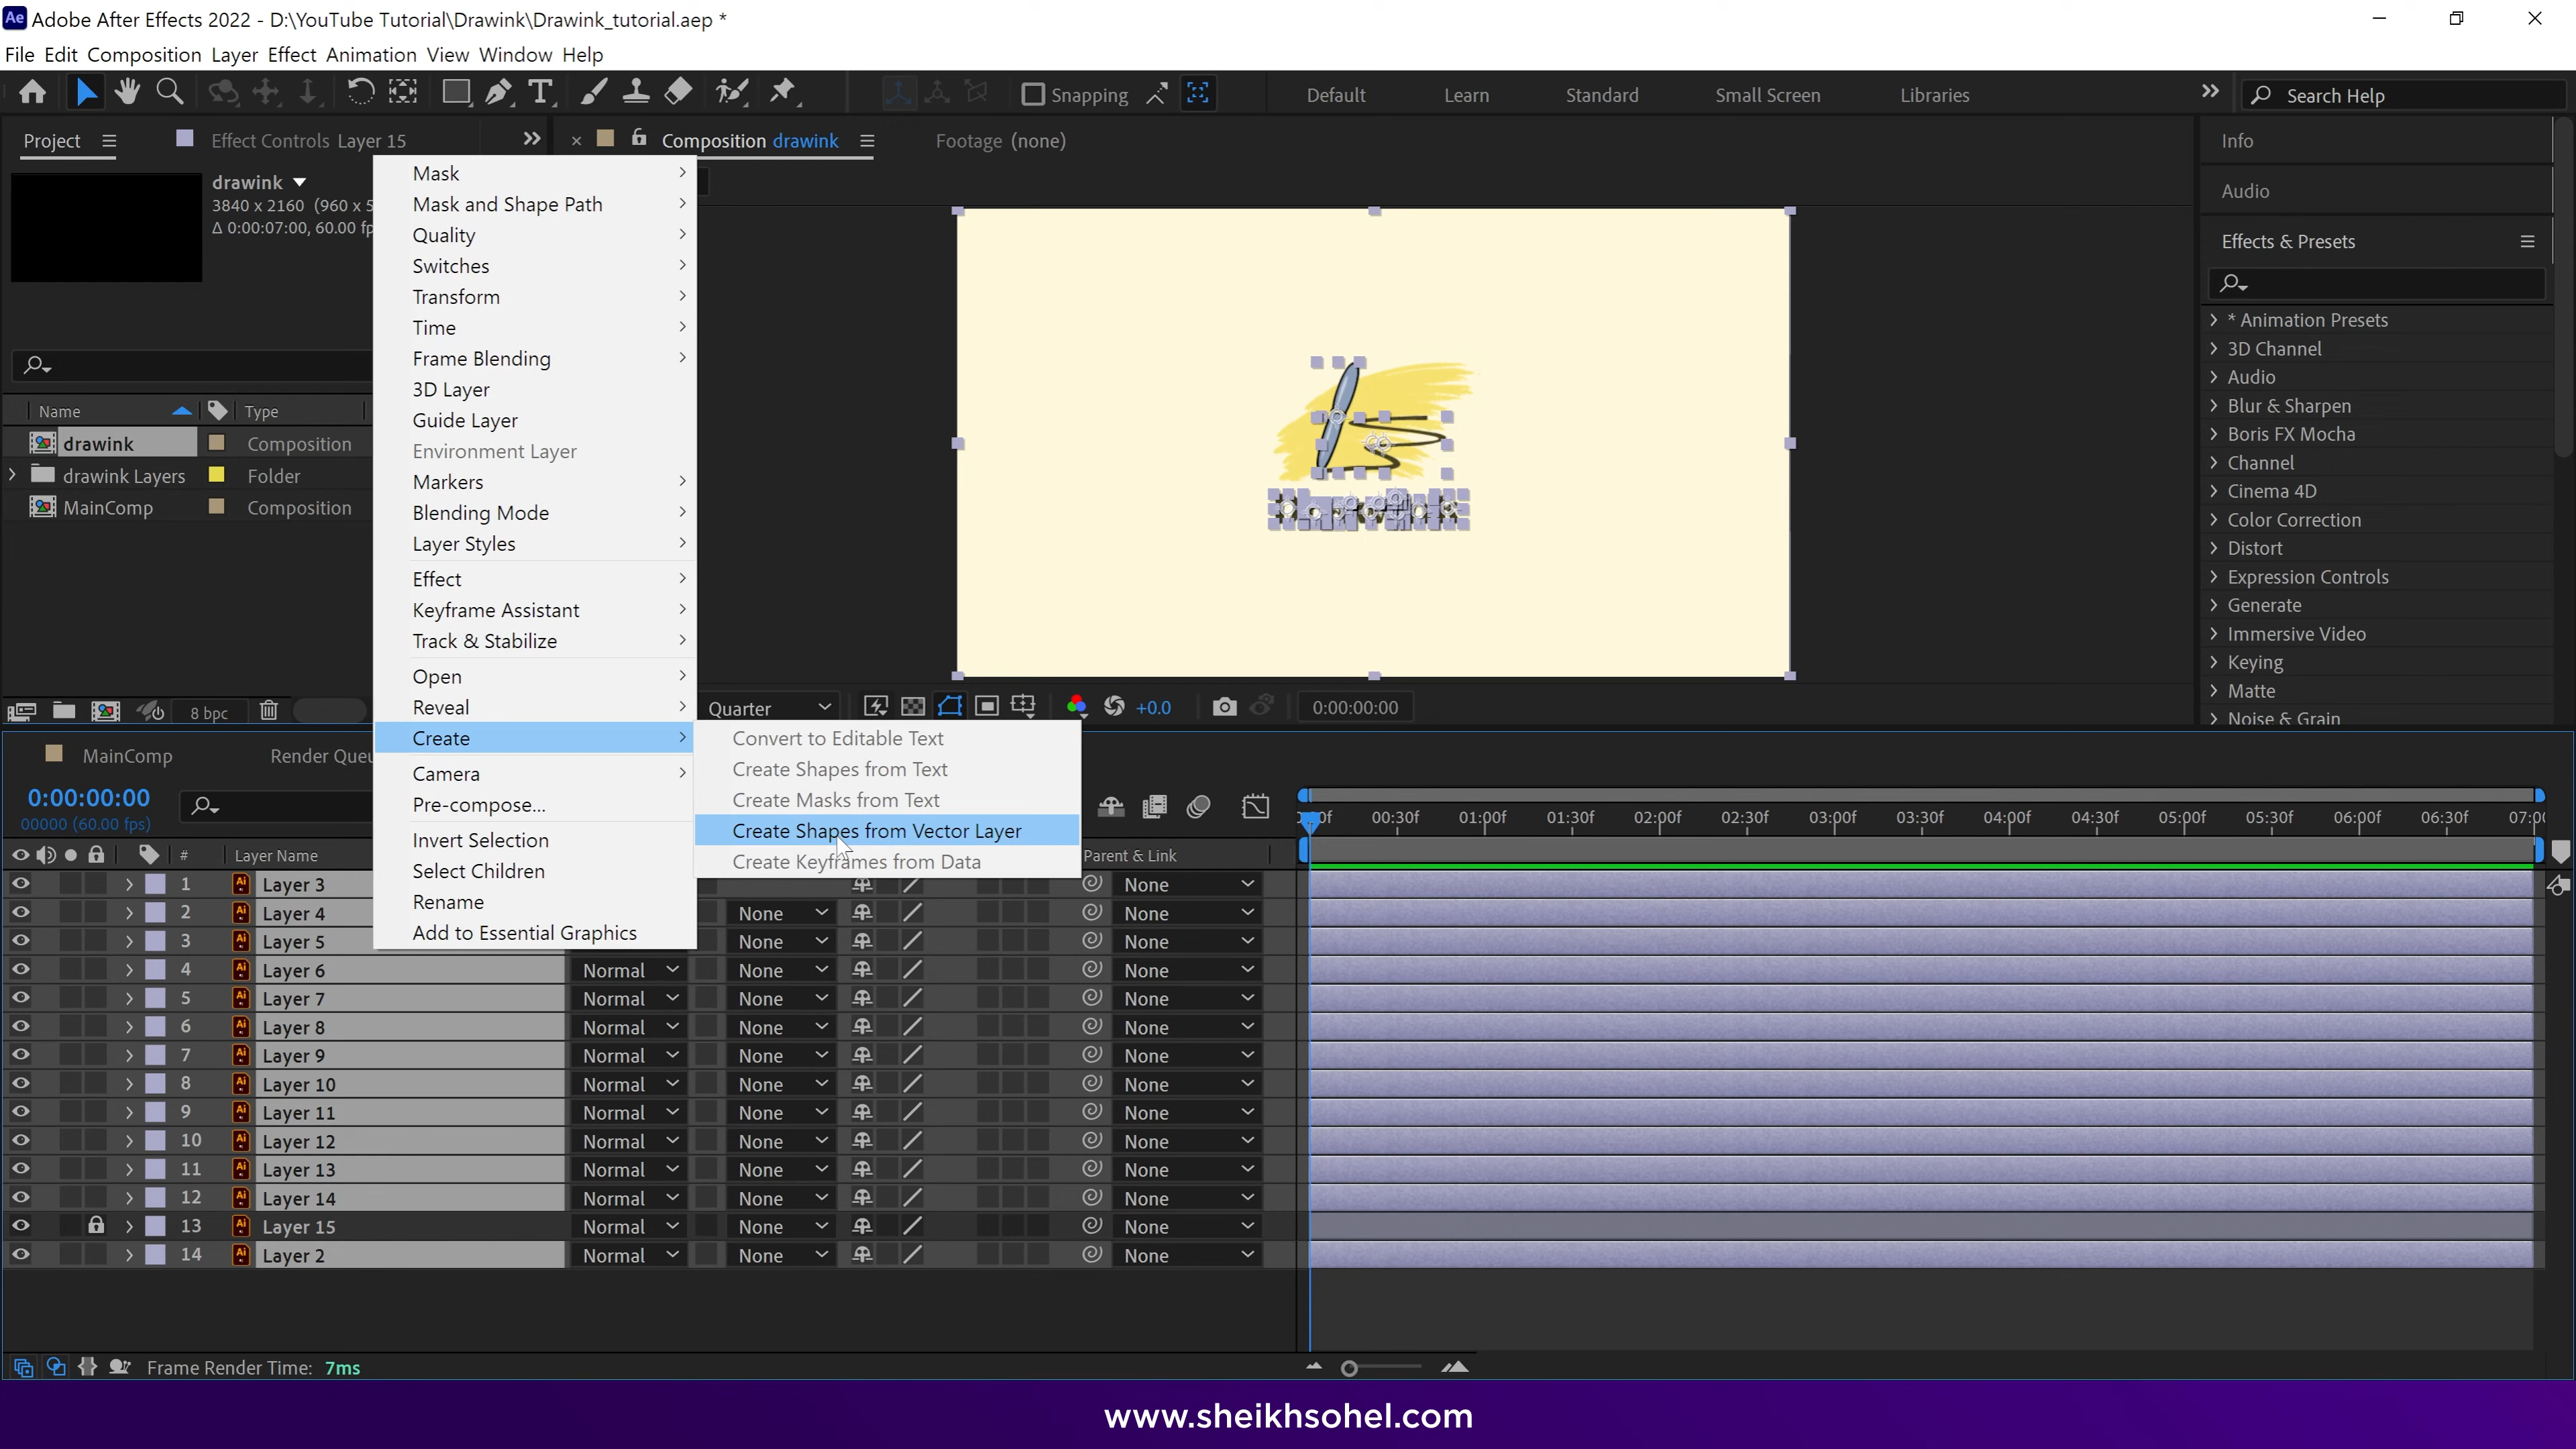 Ae Adobe After Effects 2022 - D:\YouTube Tutorial\Drawink\Drawink_tutorial.aep *
File Edit Composition Layer Effect Animation View Window Help
Snapping Default Learn Standard Small Screen Libraries Search Help
Project Effect Controls Layer 15 Composition drawink Footage (none)
drawink
3840 x 2160 (960 x 5
Δ 0:00:07:00, 60.00 fp
Name Type
drawink Composition
drawink Layers Folder
MainComp Composition
8 bpc
Mask
Mask and Shape Path
Quality
Switches
Transform
Time
Frame Blending
3D Layer
Guide Layer
Environment Layer
Markers
Blending Mode
Layer Styles
Effect
Keyframe Assistant
Track & Stabilize
Open
Reveal
Create
Camera
Pre-compose...
Invert Selection
Select Children
Rename
Add to Essential Graphics
Convert to Editable Text
Create Shapes from Text
Create Masks from Text
Create Shapes from Vector Layer
Create Keyframes from Data
Quarter +0.0 0:00:00:00
Info
Audio
Effects & Presets
* Animation Presets
3D Channel
Audio
Blur & Sharpen
Boris FX Mocha
Channel
Cinema 4D
Color Correction
Distort
Expression Controls
Generate
Immersive Video
Keying
Matte
Noise & Grain
MainComp Render Queu
0:00:00:00
00000 (60.00 fps)
00:30f 01:00f 01:30f 02:00f 02:30f 03:00f 03:30f 04:00f 04:30f 05:00f 05:30f 06:00f 06:30f
# Layer Name Parent & Link
1 Ai Layer 3 None
2 Ai Layer 4 None None
3 Ai Layer 5 None None
4 Ai Layer 6 Normal None None
5 Ai Layer 7 Normal None None
6 Ai Layer 8 Normal None None
7 Ai Layer 9 Normal None None
8 Ai Layer 10 Normal None None
9 Ai Layer 11 Normal None None
10 Ai Layer 12 Normal None None
11 Ai Layer 13 Normal None None
12 Ai Layer 14 Normal None None
13 Ai Layer 15 Normal None None
14 Ai Layer 2 Normal None None
Frame Render Time: 7ms
www.sheikhsohel.com